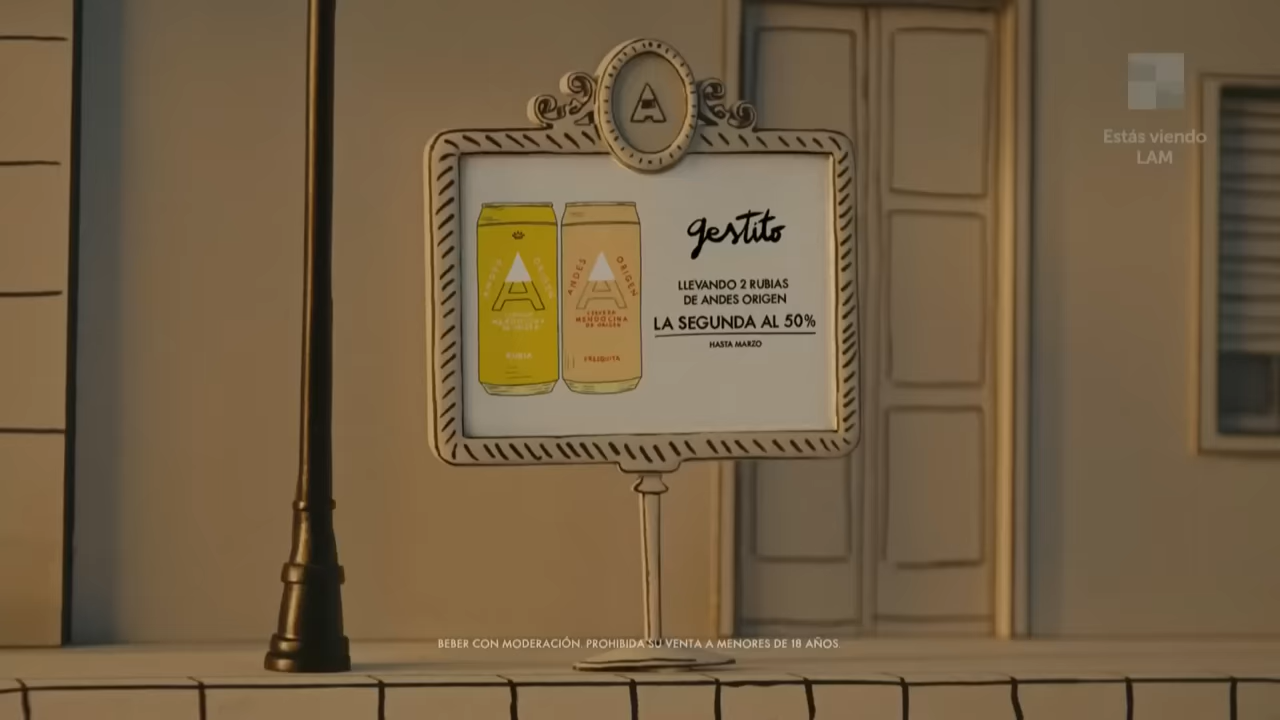 Estás viendo
LAM
gestito
LLEVANDO 2 RUBIAS
DE ANDES ORIGEN
LA SEGUNDA AL 50%
HASTA MARZO
ANDES ORIGEN
A
RUBIA
ANDES ORIGEN
A
CERVEZA
MENDOCINA
DE ORIGEN
FRESQUITA
BEBER CON MODERACIÓN. PROHIBIDA SU VENTA A MENORES DE 18 AÑOS.